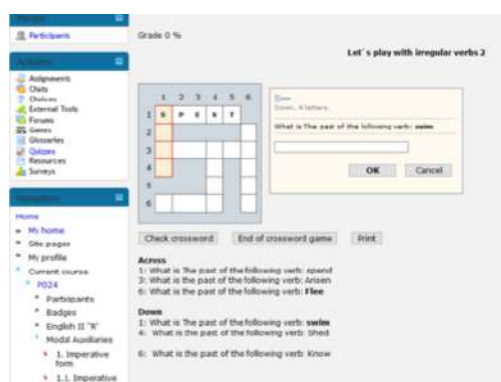 People
Participants
Activities
Assignments
Chats
Choices
External Tools
Forums
Games
Glossaries
Quizzes
Resources
Surveys
Navigation
Home
My home
Site pages
My profile
Current course
P024
Participants
Badges
English II "R"
Modal Auxiliaries
1. Imperative form
1.1. Imperative
Grade 0 %
Let´s play with irregular verbs 2
1 2 3 4 5 6
1 S P E N T
2
3
4
5
6
Down, 4 letters.
What is The past of the following verb: swim
OK Cancel
Check crossword End of crossword game Print
Across
1: What is The past of the following verb: spend
3: What is The past of the following verb: Arisen
6: What is The past of the following verb: Flee
Down
1: What is The past of the following verb: swim
4: What is The past of the following verb: Shed
6: What is The past of the following verb: Know